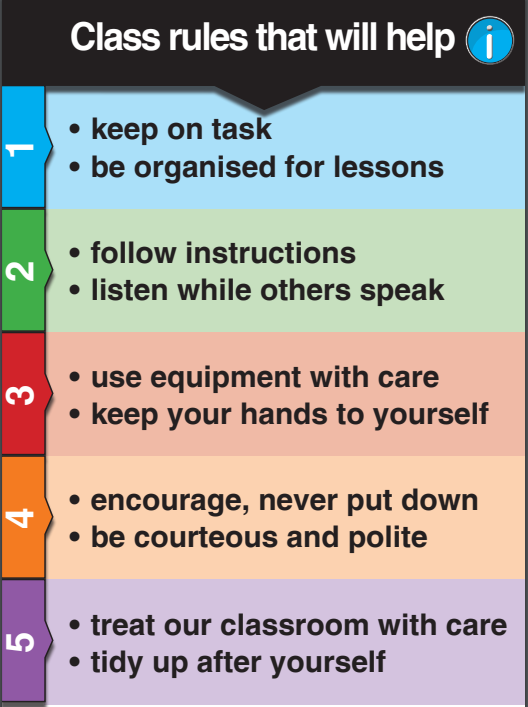 Class rules that will help i
1
• keep on task
• be organised for lessons
2
• follow instructions
• listen while others speak
3
• use equipment with care
• keep your hands to yourself
4
• encourage, never put down
• be courteous and polite
5
• treat our classroom with care
• tidy up after yourself